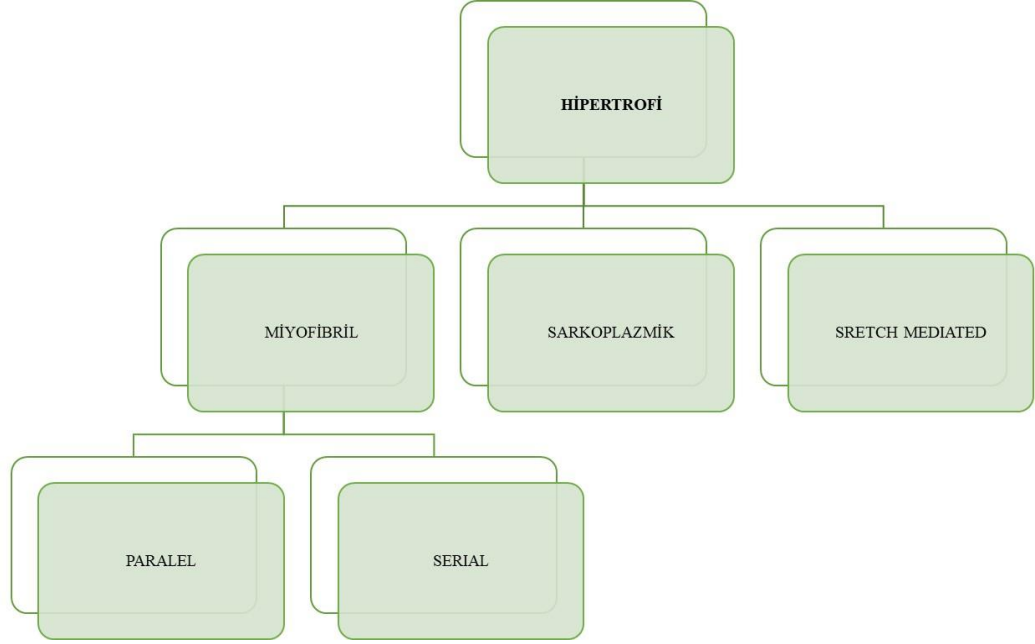 HİPERTROFİ
MİYOFİBRİL
SARKOPLAZMİK
SRETCH MEDIATED
PARALEL
SERIAL